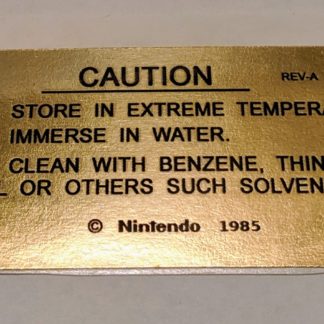 CAUTION REV-A
STORE IN EXTREME TEMPERA
IMMERSE IN WATER.
CLEAN WITH BENZENE, THIN
OR OTHERS SUCH SOLVEN
© Nintendo 1985